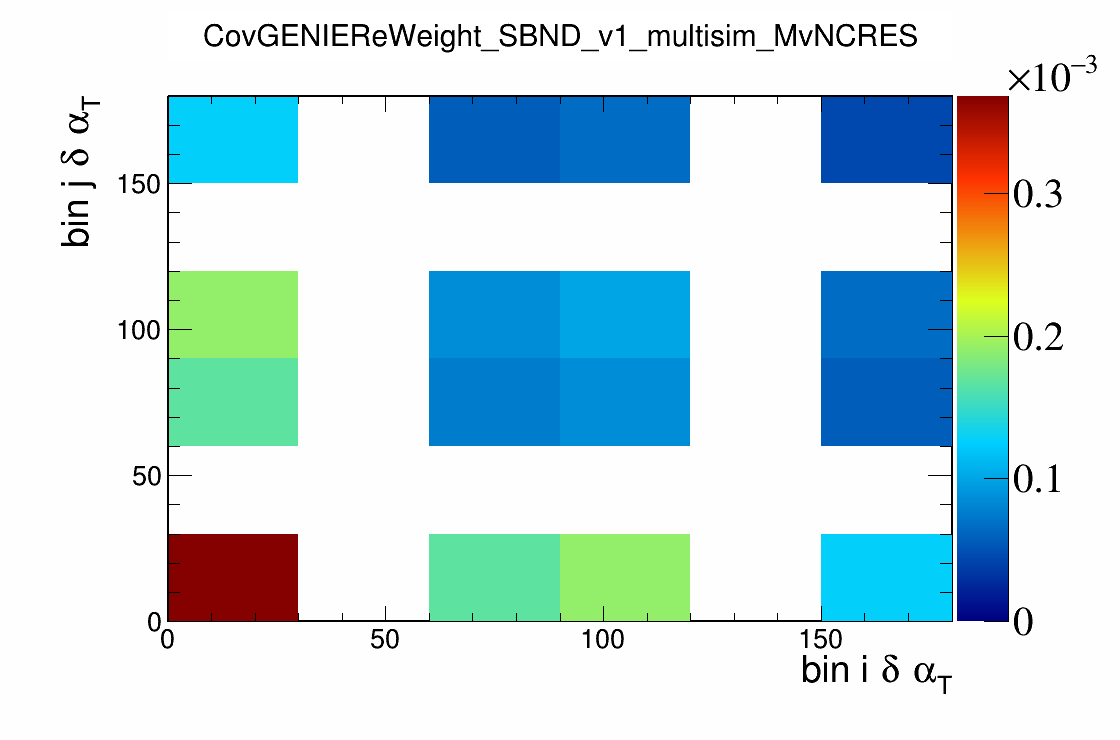 CovGENIEReWeight_SBND_v1_multisim_MvNCRES
×10⁻³
bin j δ α_T
150
100
50
0
0 50 100 150
bin i δ α_T
0.3
0.2
0.1
0